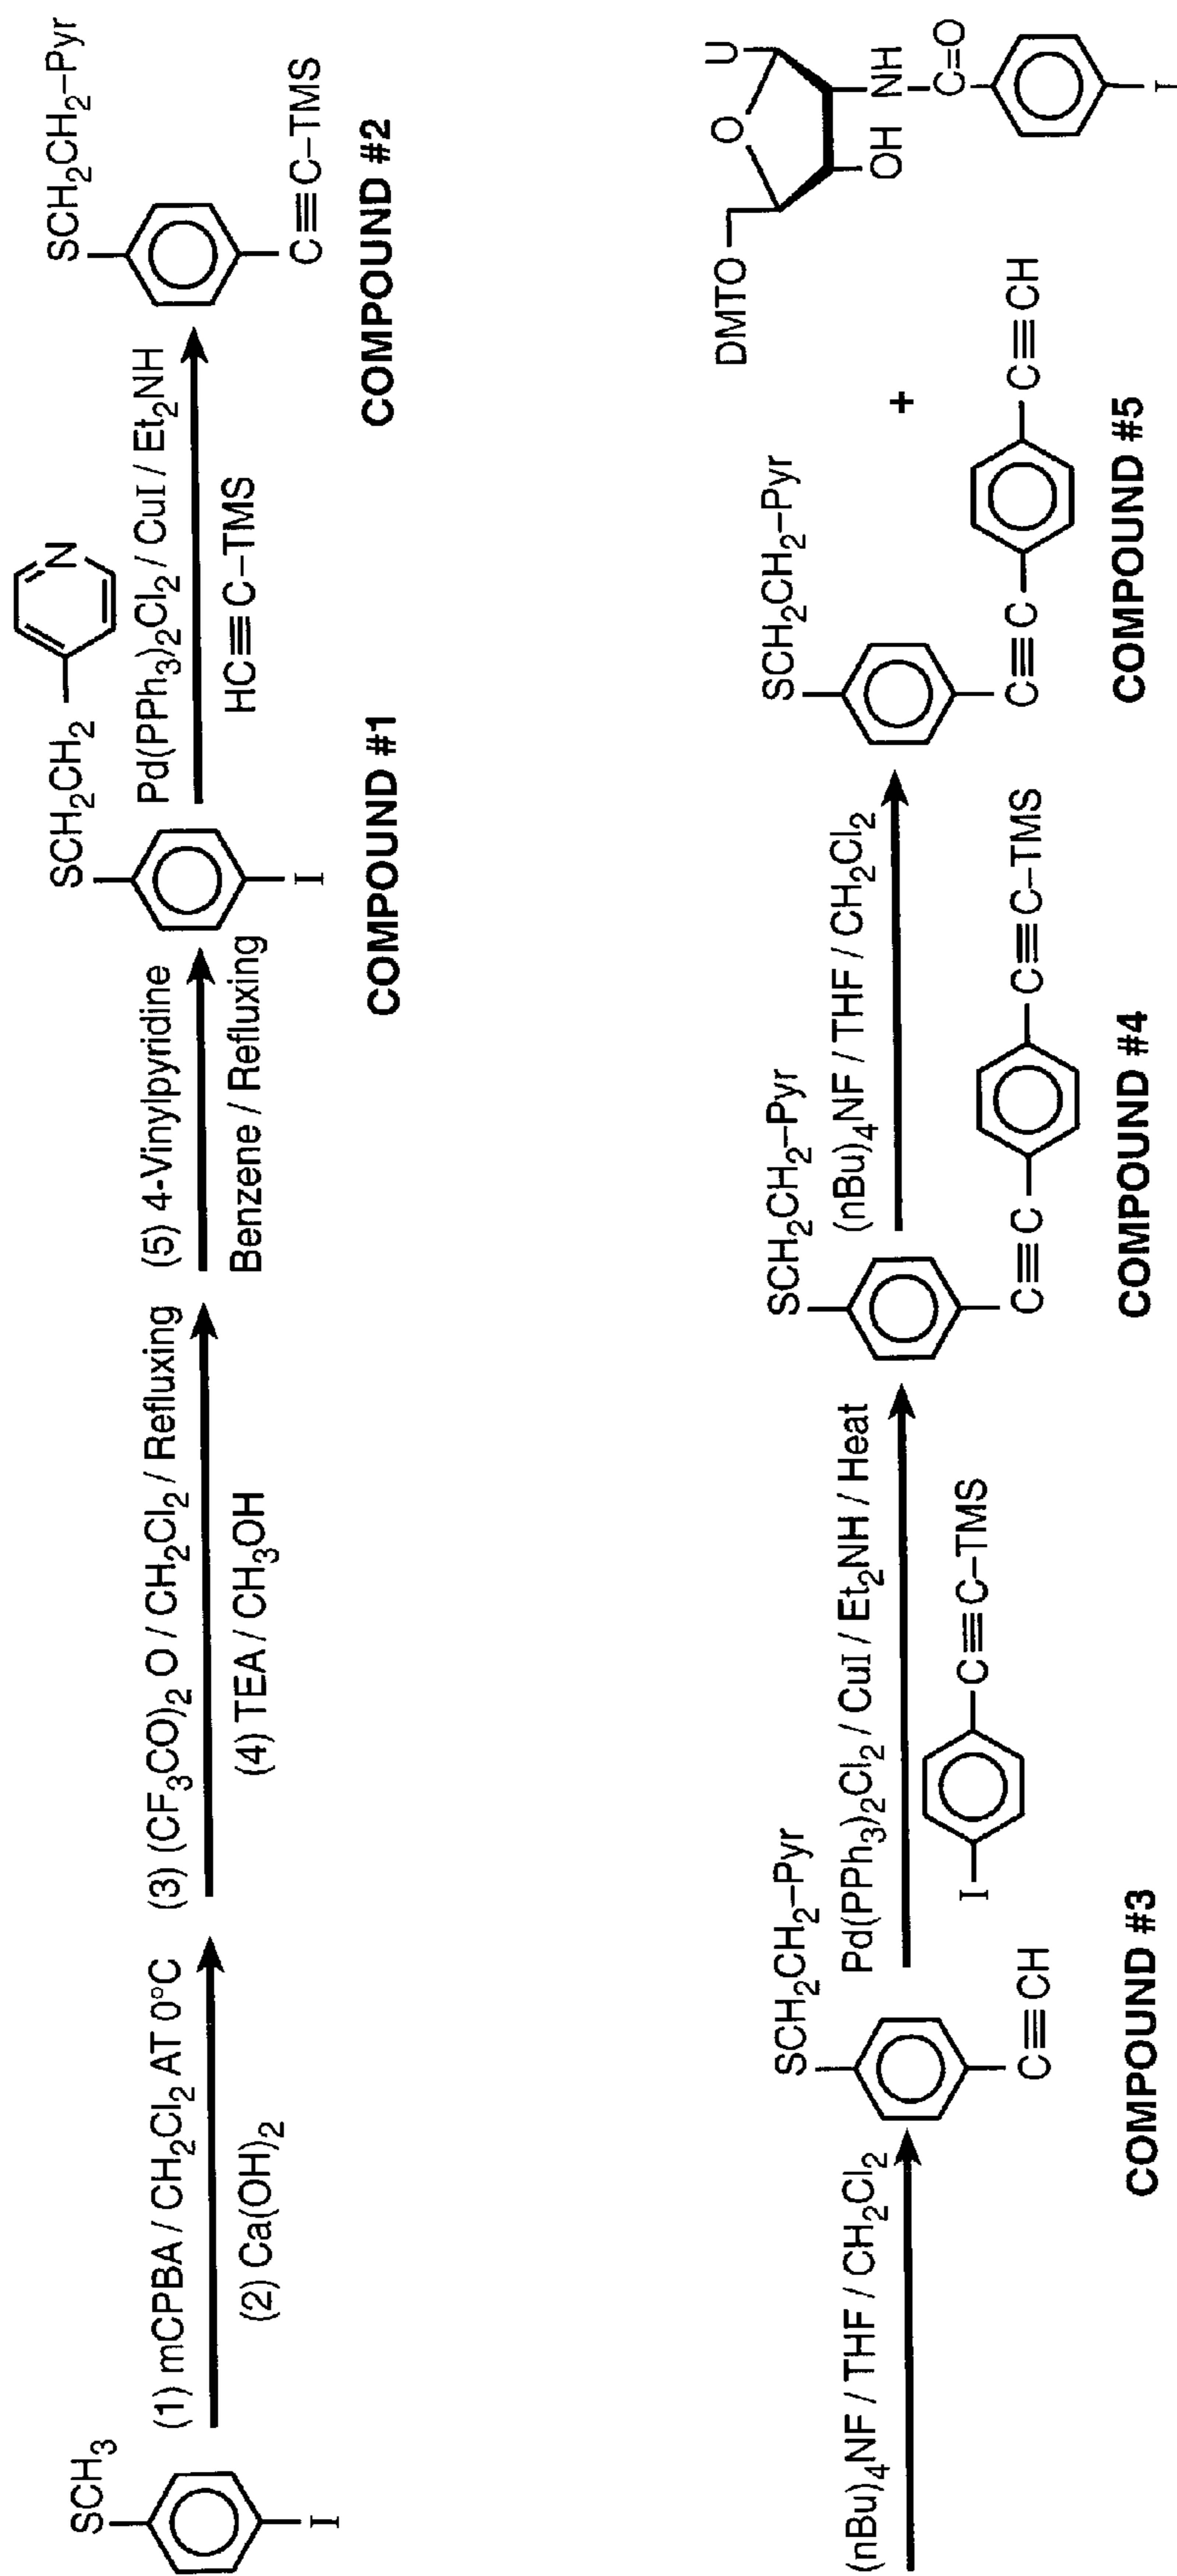 SCH3
I
(1) mCPBA / CH2Cl2 AT 0°C
(2) Ca(OH)2
(3) (CF3CO)2 O / CH2Cl2 / Refluxing
(4) TEA / CH3OH
(5) 4-Vinylpyridine
Benzene / Refluxing
SCH2CH2
N
I
COMPOUND #1
Pd(PPh3)2Cl2 / CuI / Et2NH
HC≡C–TMS
SCH2CH2–Pyr
C≡C–TMS
COMPOUND #2
(nBu)4NF / THF / CH2Cl2
SCH2CH2–Pyr
C≡CH
COMPOUND #3
Pd(PPh3)2Cl2 / CuI / Et2NH / Heat
I C≡C–TMS
SCH2CH2–Pyr
C≡C C≡C–TMS
COMPOUND #4
(nBu)4NF / THF / CH2Cl2
SCH2CH2–Pyr
C≡C C≡CH
COMPOUND #5
+
DMTO
O
U
OH
NH
C=O
I